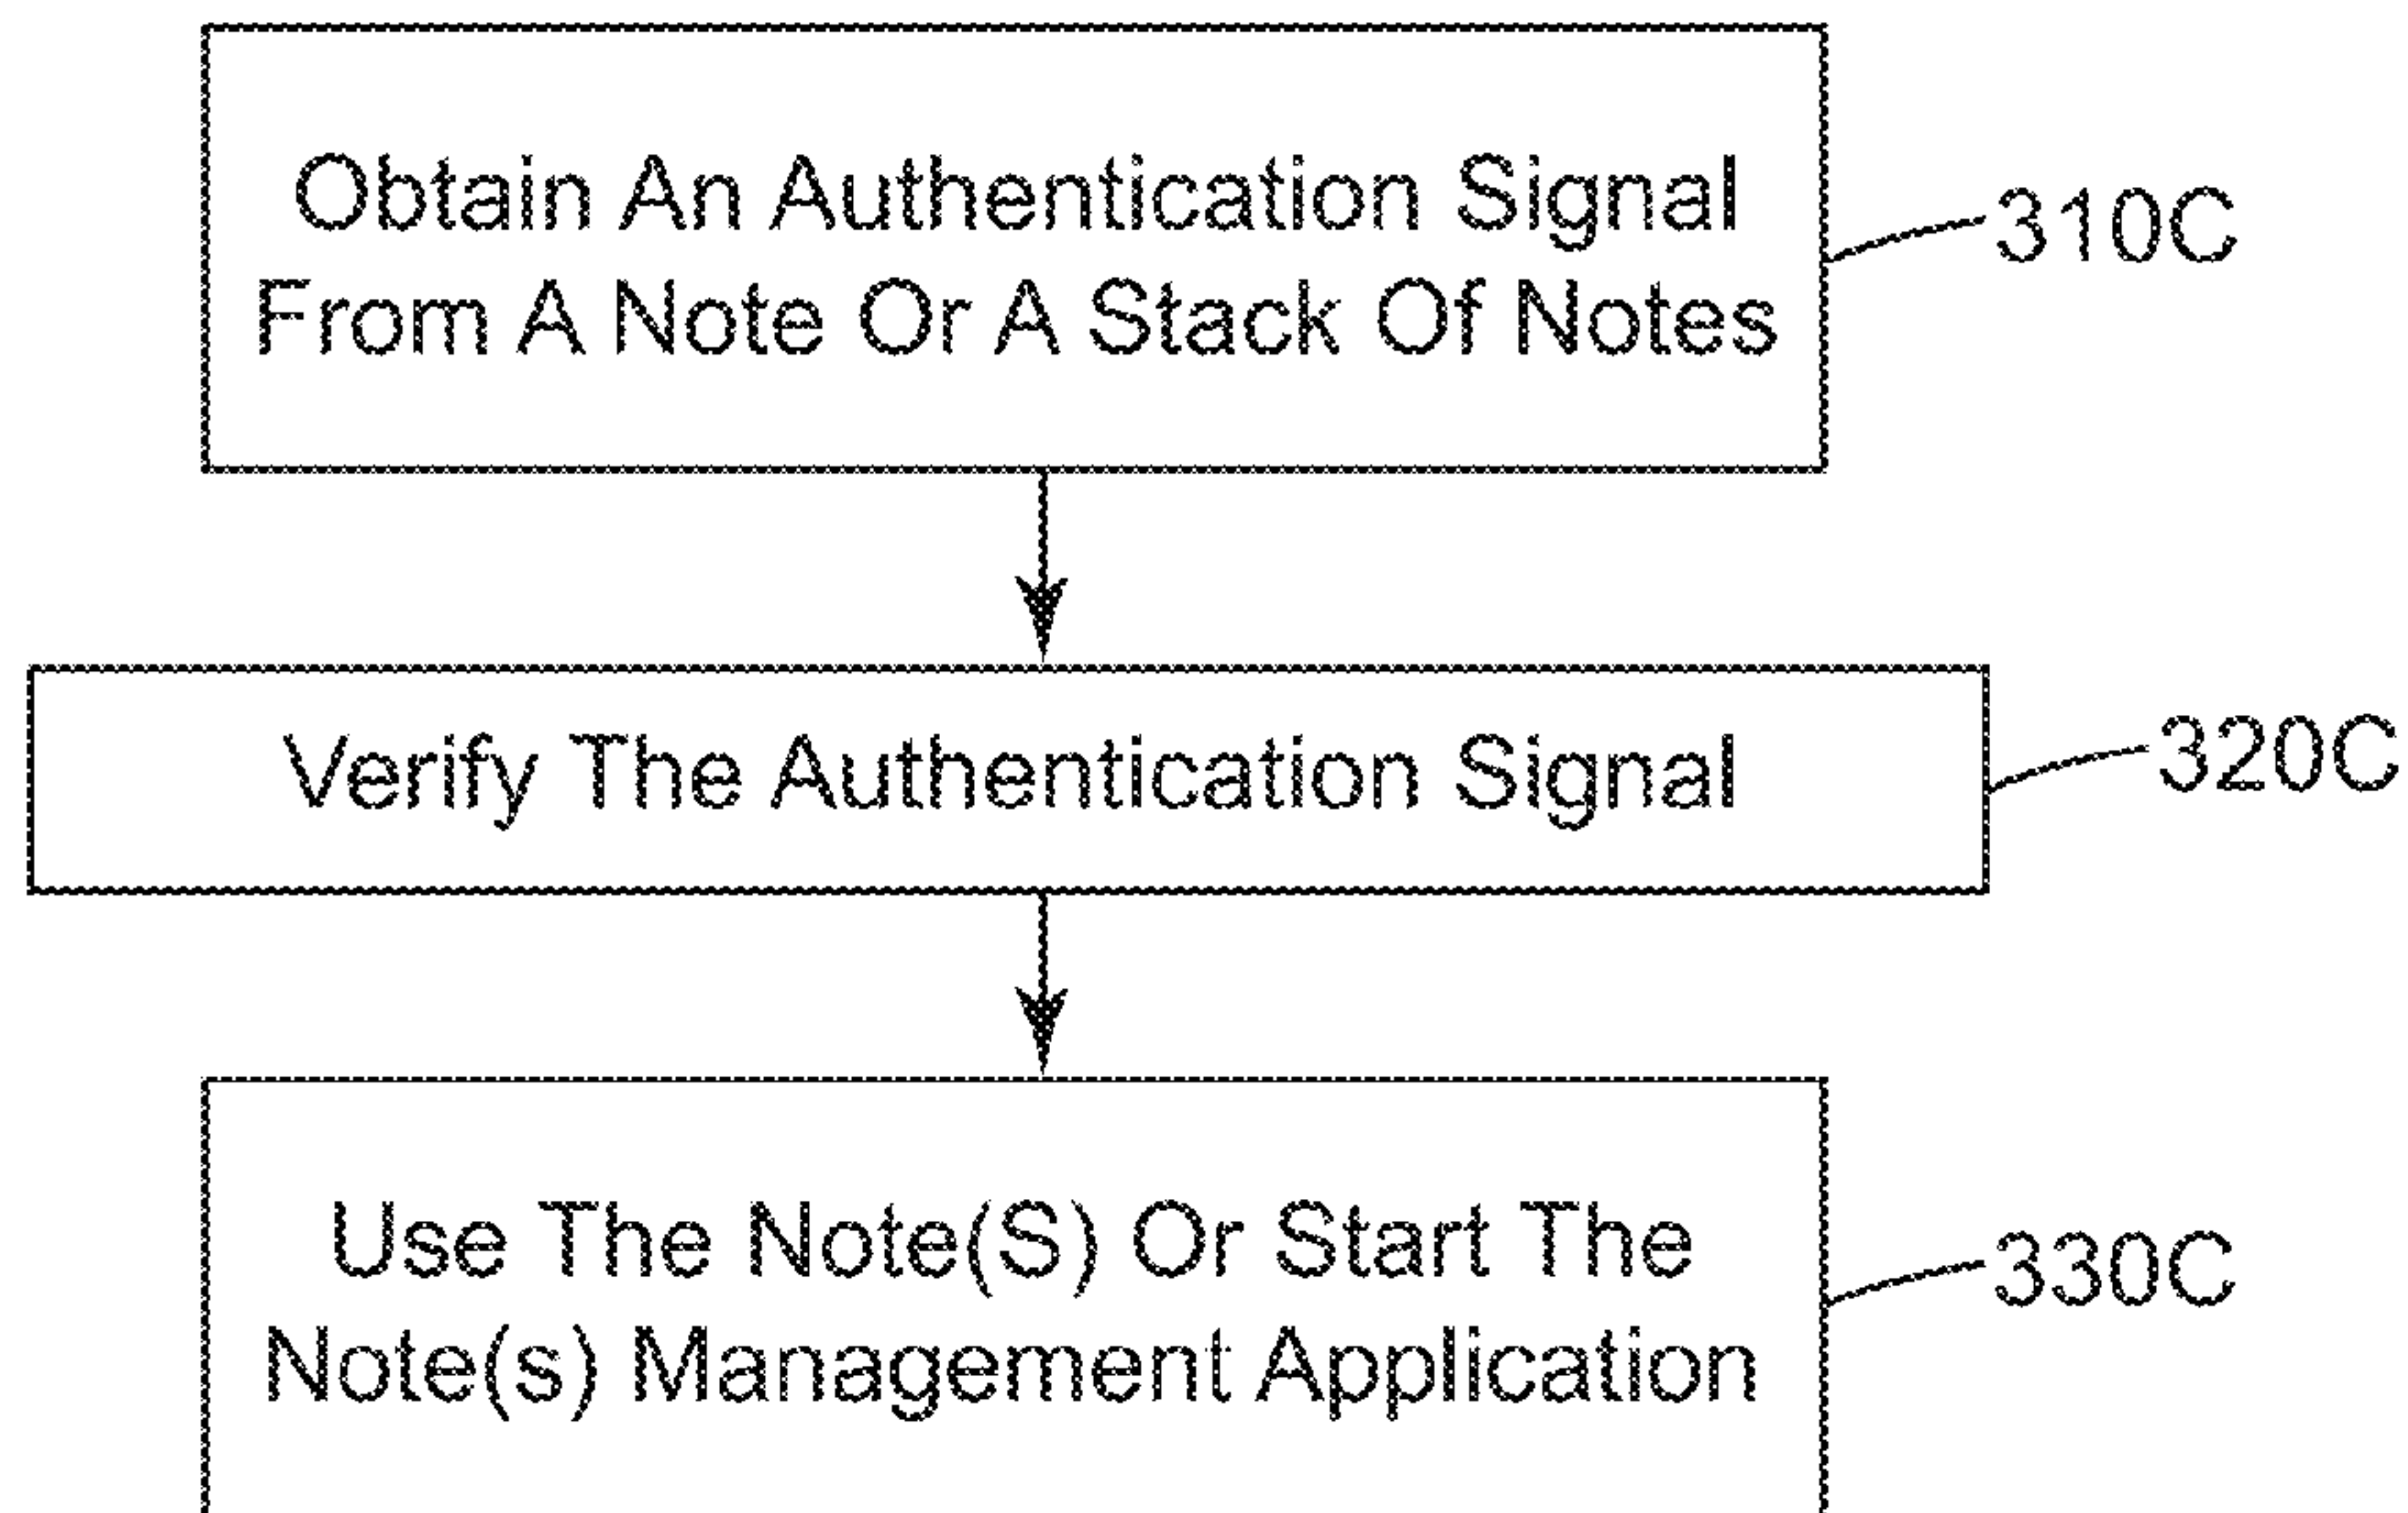 Obtain An Authentication Signal
From A Note Or A Stack Of Notes
310C
Verify The Authentication Signal
320C
Use The Note(S) Or Start The
Note(s) Management Application
330C